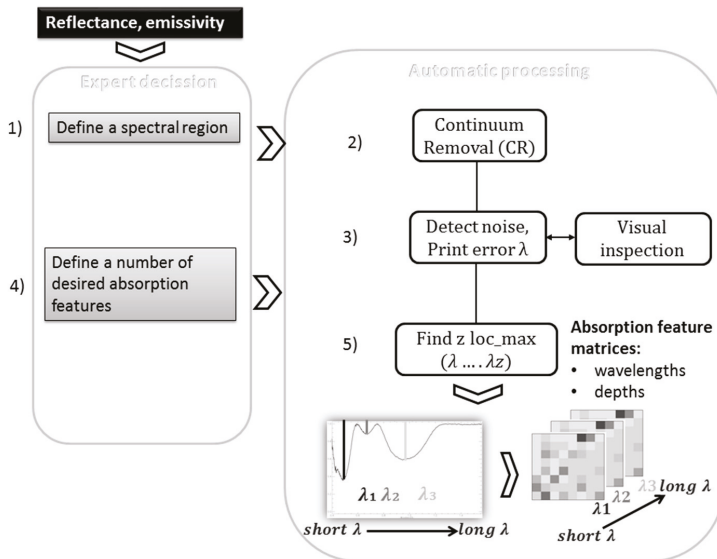 Reflectance, emissivity
Expert decission
Automatic processing
1)
Define a spectral region
2)
Continuum
Removal (CR)
3)
Detect noise,
Print error λ
Visual
inspection
4)
Define a number of
desired absorption
features
5)
Find z loc_max
(λ .... λz)
Absorption feature
matrices:
• wavelengths
• depths
λ1 λ2 λ3
short λ long λ
λ1 λ2 λ3
short λ long λ